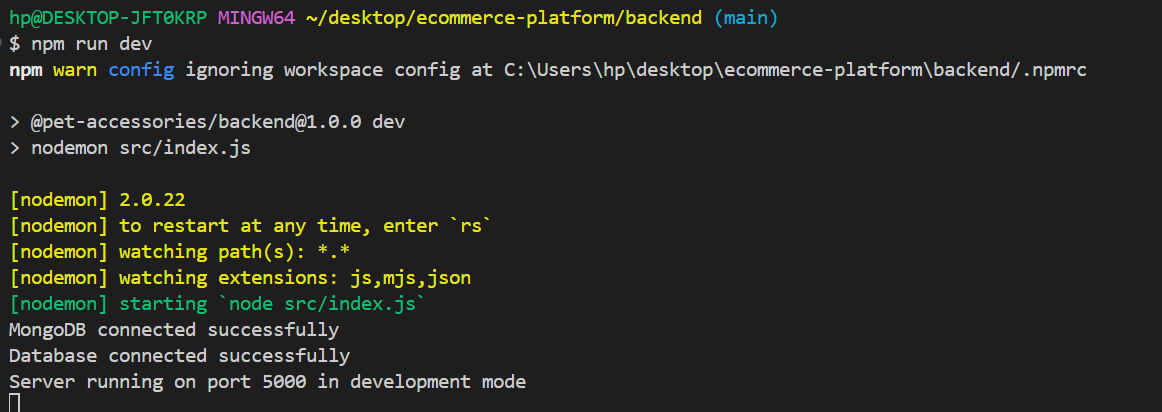 hp@DESKTOP-JFT0KRP MINGW64 ~/desktop/ecommerce-platform/backend (main)
$ npm run dev
npm warn config ignoring workspace config at C:\Users\hp\desktop\ecommerce-platform\backend/.npmrc
> @pet-accessories/backend@1.0.0 dev
> nodemon src/index.js
[nodemon] 2.0.22
[nodemon] to restart at any time, enter `rs`
[nodemon] watching path(s): *.*
[nodemon] watching extensions: js,mjs,json
[nodemon] starting `node src/index.js`
MongoDB connected successfully
Database connected successfully
Server running on port 5000 in development mode